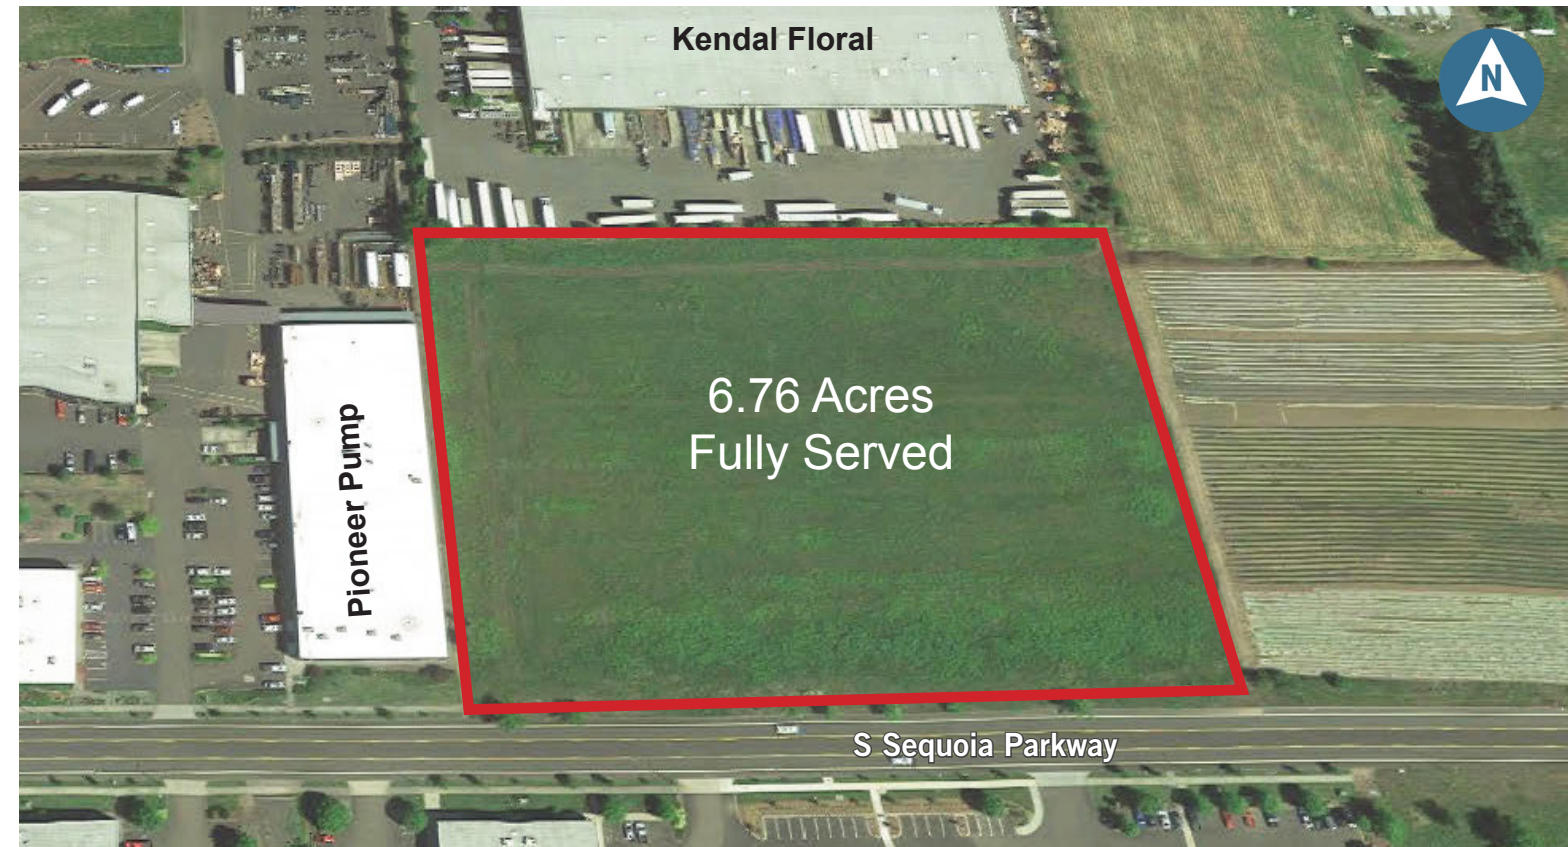 Kendal Floral
N
6.76 Acres
Fully Served
Pioneer Pump
S Sequoia Parkway